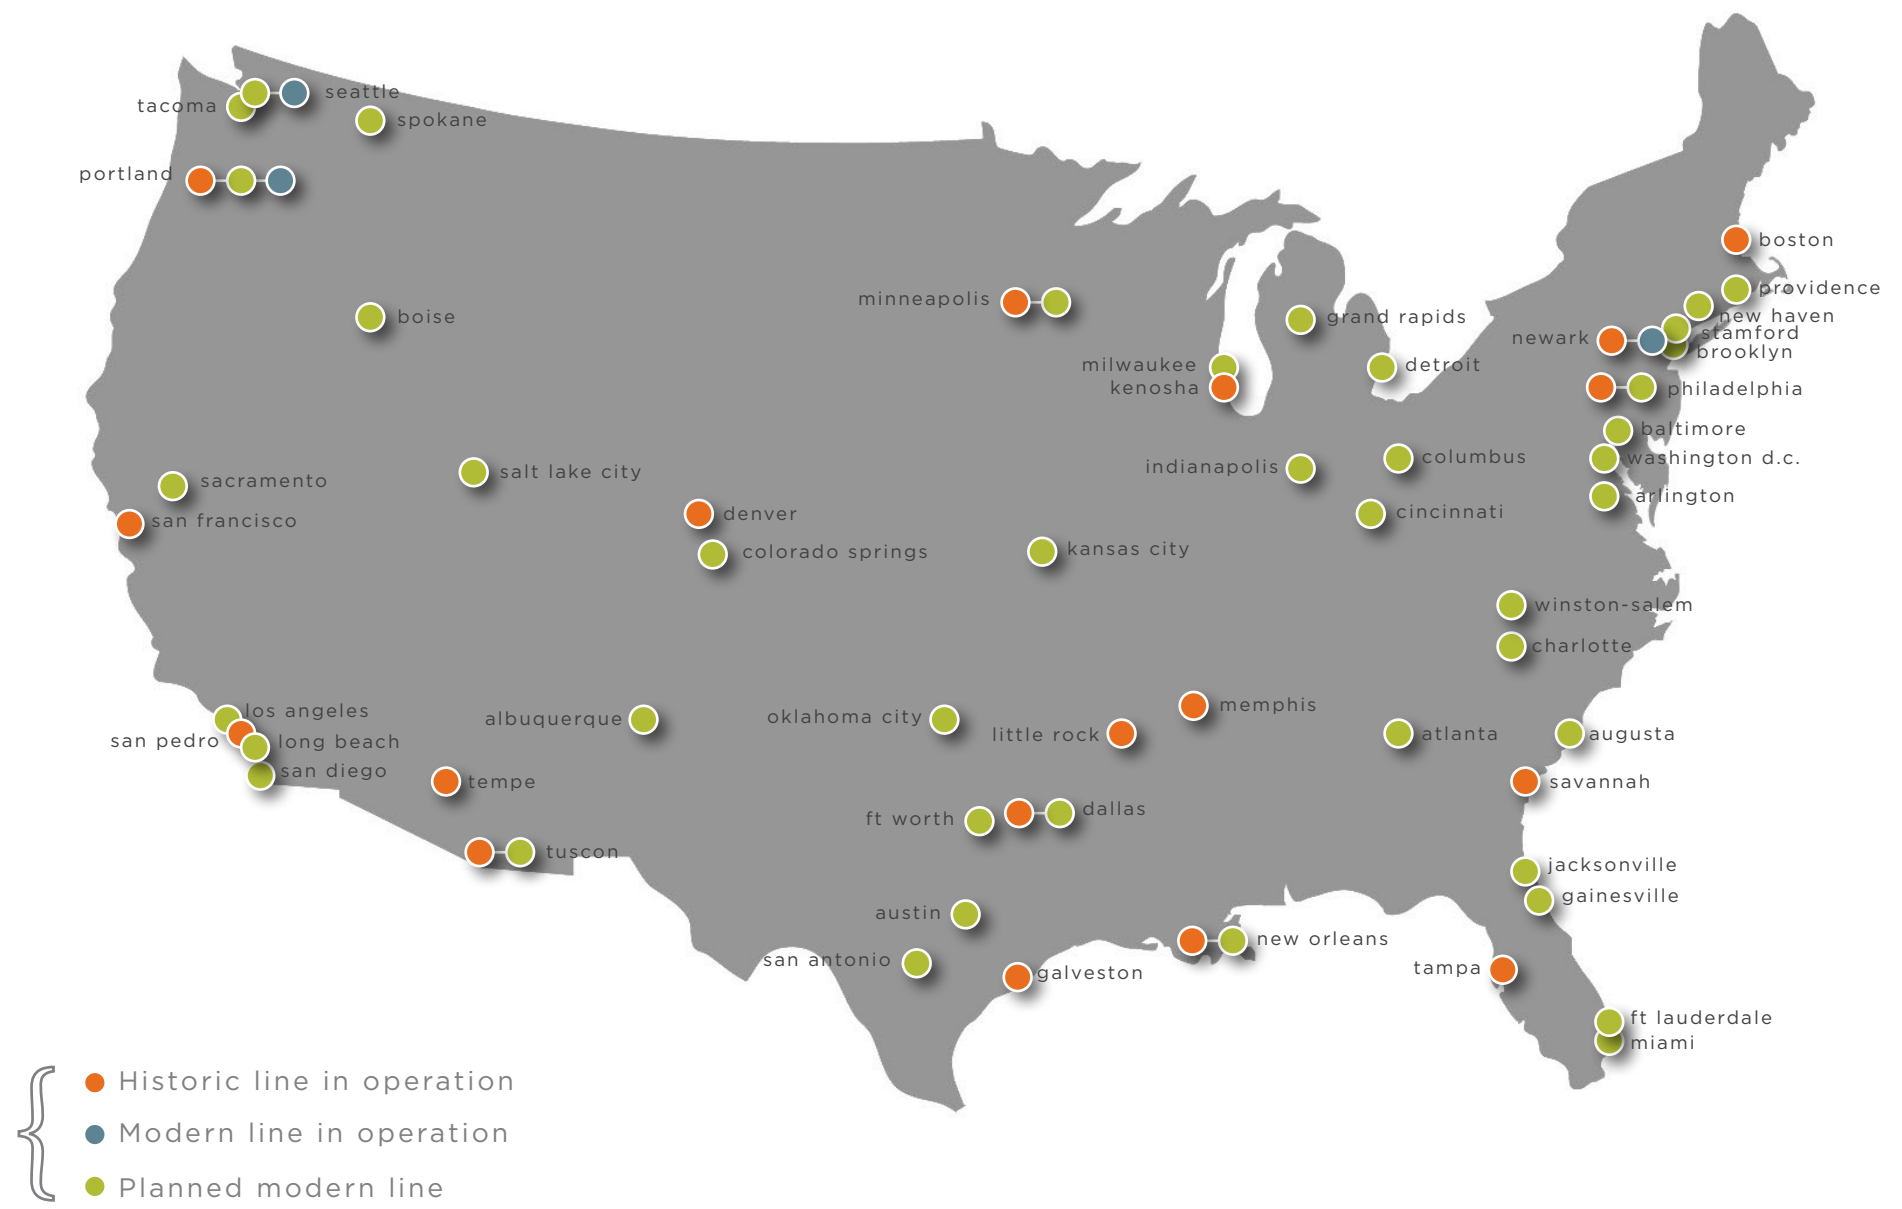 seattle
tacoma
spokane
portland
boston
providence
minneapolis
new haven
boise
grand rapids
stamford
newark
brooklyn
milwaukee
detroit
kenosha
philadelphia
baltimore
columbus
washington d.c.
indianapolis
salt lake city
sacramento
arlington
cincinnati
denver
san francisco
kansas city
colorado springs
winston-salem
charlotte
memphis
los angeles
oklahoma city
albuquerque
little rock
atlanta
augusta
san pedro
long beach
san diego
tempe
savannah
dallas
ft worth
tuscon
jacksonville
gainesville
austin
new orleans
san antonio
tampa
galveston
ft lauderdale
miami
Historic line in operation
Modern line in operation
Planned modern line